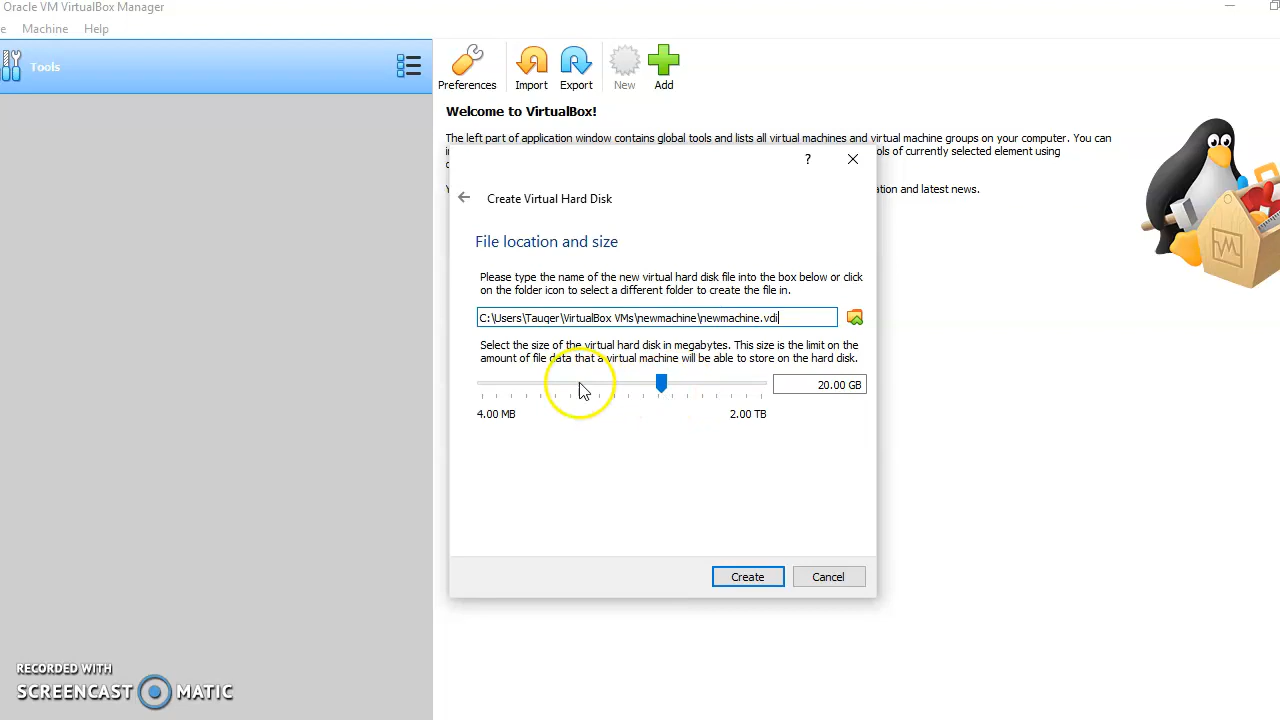 Oracle VM VirtualBox Manager
e Machine Help
Tools
Preferences Import Export New Add
Welcome to VirtualBox!
The left part of application window contains global tools and lists all virtual machines and virtual machine groups on your computer. You can
ols of currently selected element using
ation and latest news.
?
Create Virtual Hard Disk
File location and size
Please type the name of the new virtual hard disk file into the box below or click
on the folder icon to select a different folder to create the file in.
C:\Users\Tauqer\VirtualBox VMs\newmachine\newmachine.vdi
Select the size of the virtual hard disk in megabytes. This size is the limit on the
amount of file data that a virtual machine will be able to store on the hard disk.
20.00 GB
4.00 MB 2.00 TB
Create Cancel
RECORDED WITH
SCREENCAST MATIC